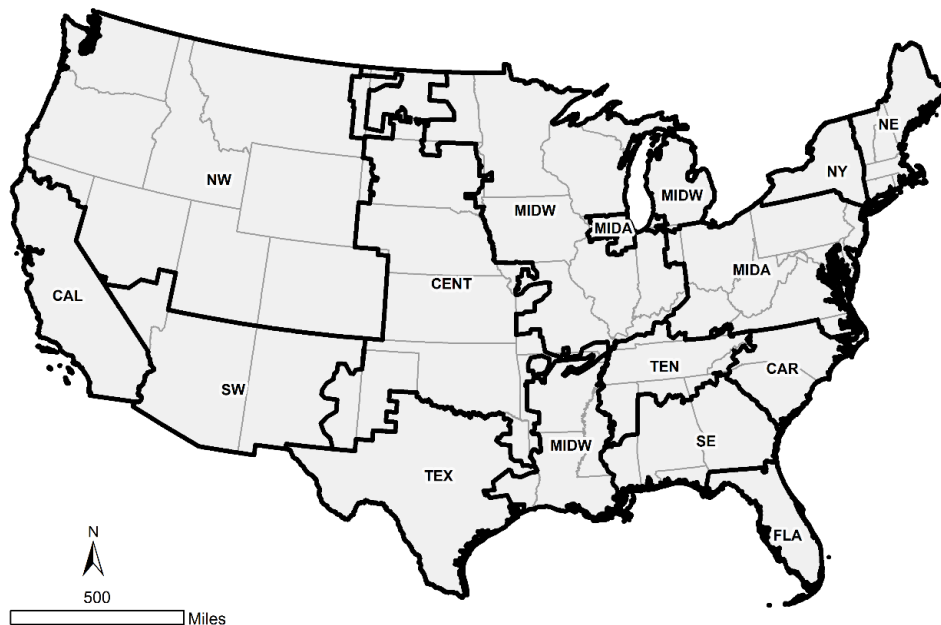 NE
NY
NW
MIDW
MIDW
MIDA
MIDA
CENT
CAL
TEN
CAR
SW
MIDW
SE
TEX
FLA
N
500
Miles